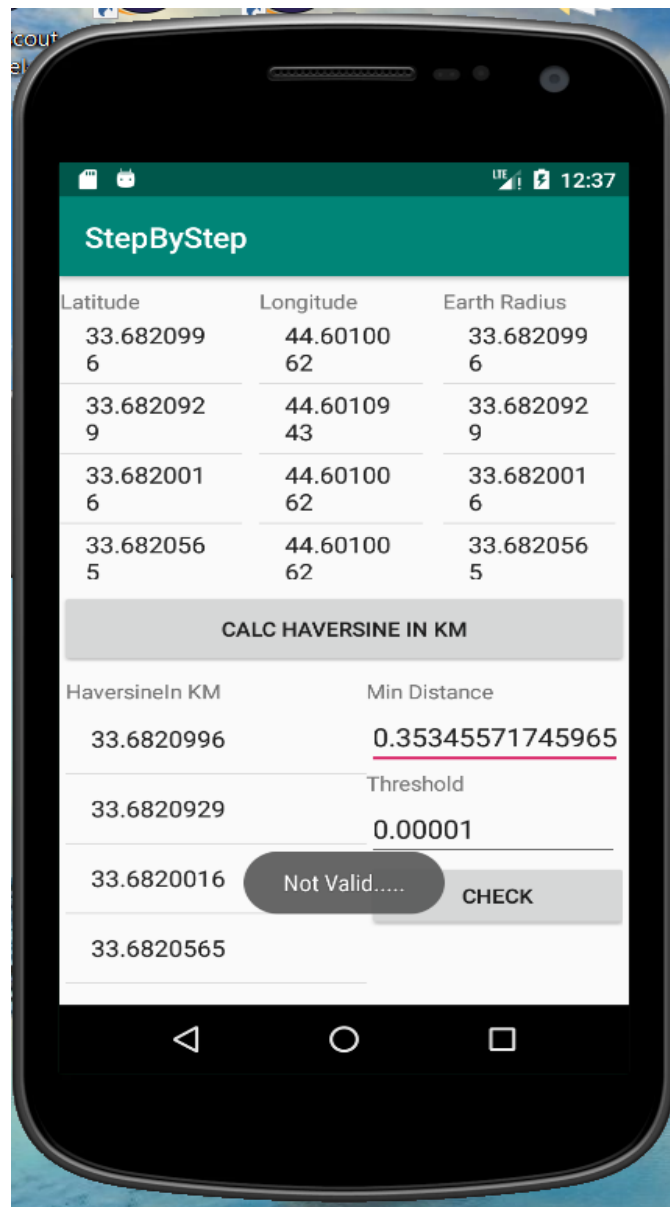 cout
el
LTE 12:37
StepByStep
Latitude Longitude Earth Radius
33.682099 44.60100 33.682099
6 62 6
33.682092 44.60109 33.682092
9 43 9
33.682001 44.60100 33.682001
6 62 6
33.682056 44.60100 33.682056
5 62 5
CALC HAVERSINE IN KM
HaversineIn KM Min Distance
33.6820996 0.35345571745965
Threshold
33.6820929 0.00001
33.6820016 Not Valid..... CHECK
33.6820565